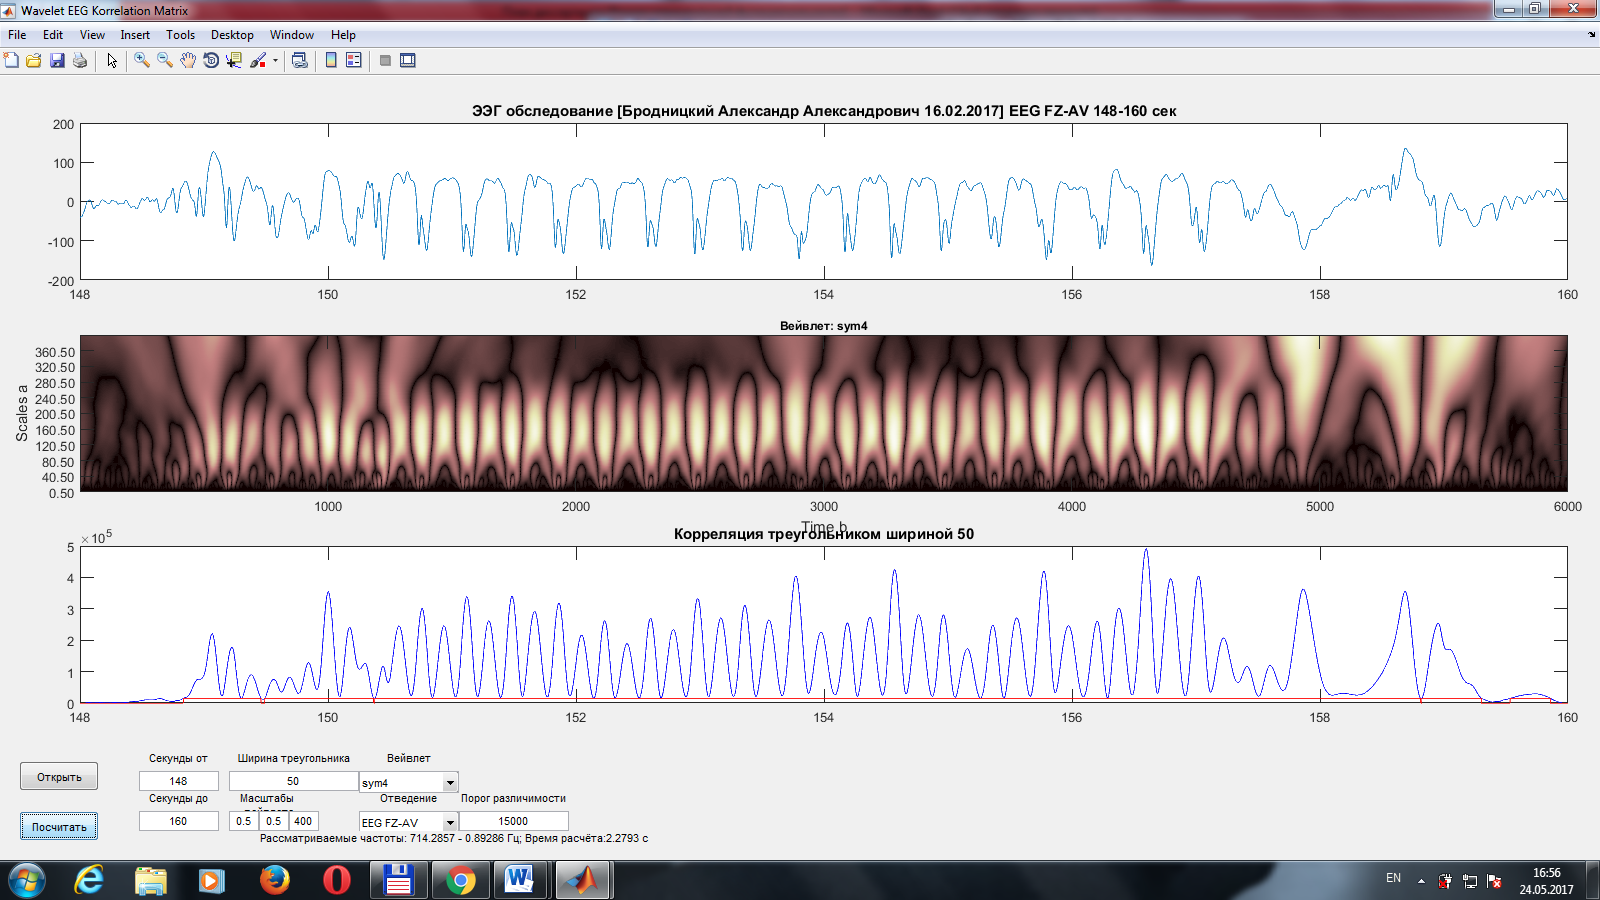 Wavelet EEG Korrelation Matrix
File Edit View Insert Tools Desktop Window Help
ЭЭГ обследование [Бродницкий Александр Александрович 16.02.2017] EEG FZ-AV 148-160 сек
200
100
0
-100
-200
148 150 152 154 156 158 160
Вейвлет: sym4
Scales a
360.50
320.50
280.50
240.50
200.50
160.50
120.50
80.50
40.50
0.50
1000 2000 3000 4000 5000 6000
Time b
Корреляция треугольником шириной 50
×10^5
5
4
3
2
1
0
148 150 152 154 156 158 160
Секунды от Ширина треугольника Вейвлет
Открыть 148 50 sym4
Секунды до Масштабы Отведение Порог различимости
Посчитать 160 0.5 0.5 400 EEG FZ-AV 15000
Рассматриваемые частоты: 714.2857 - 0.89286 Гц; Время расчёта:2.2793 с
EN 16:56
24.05.2017